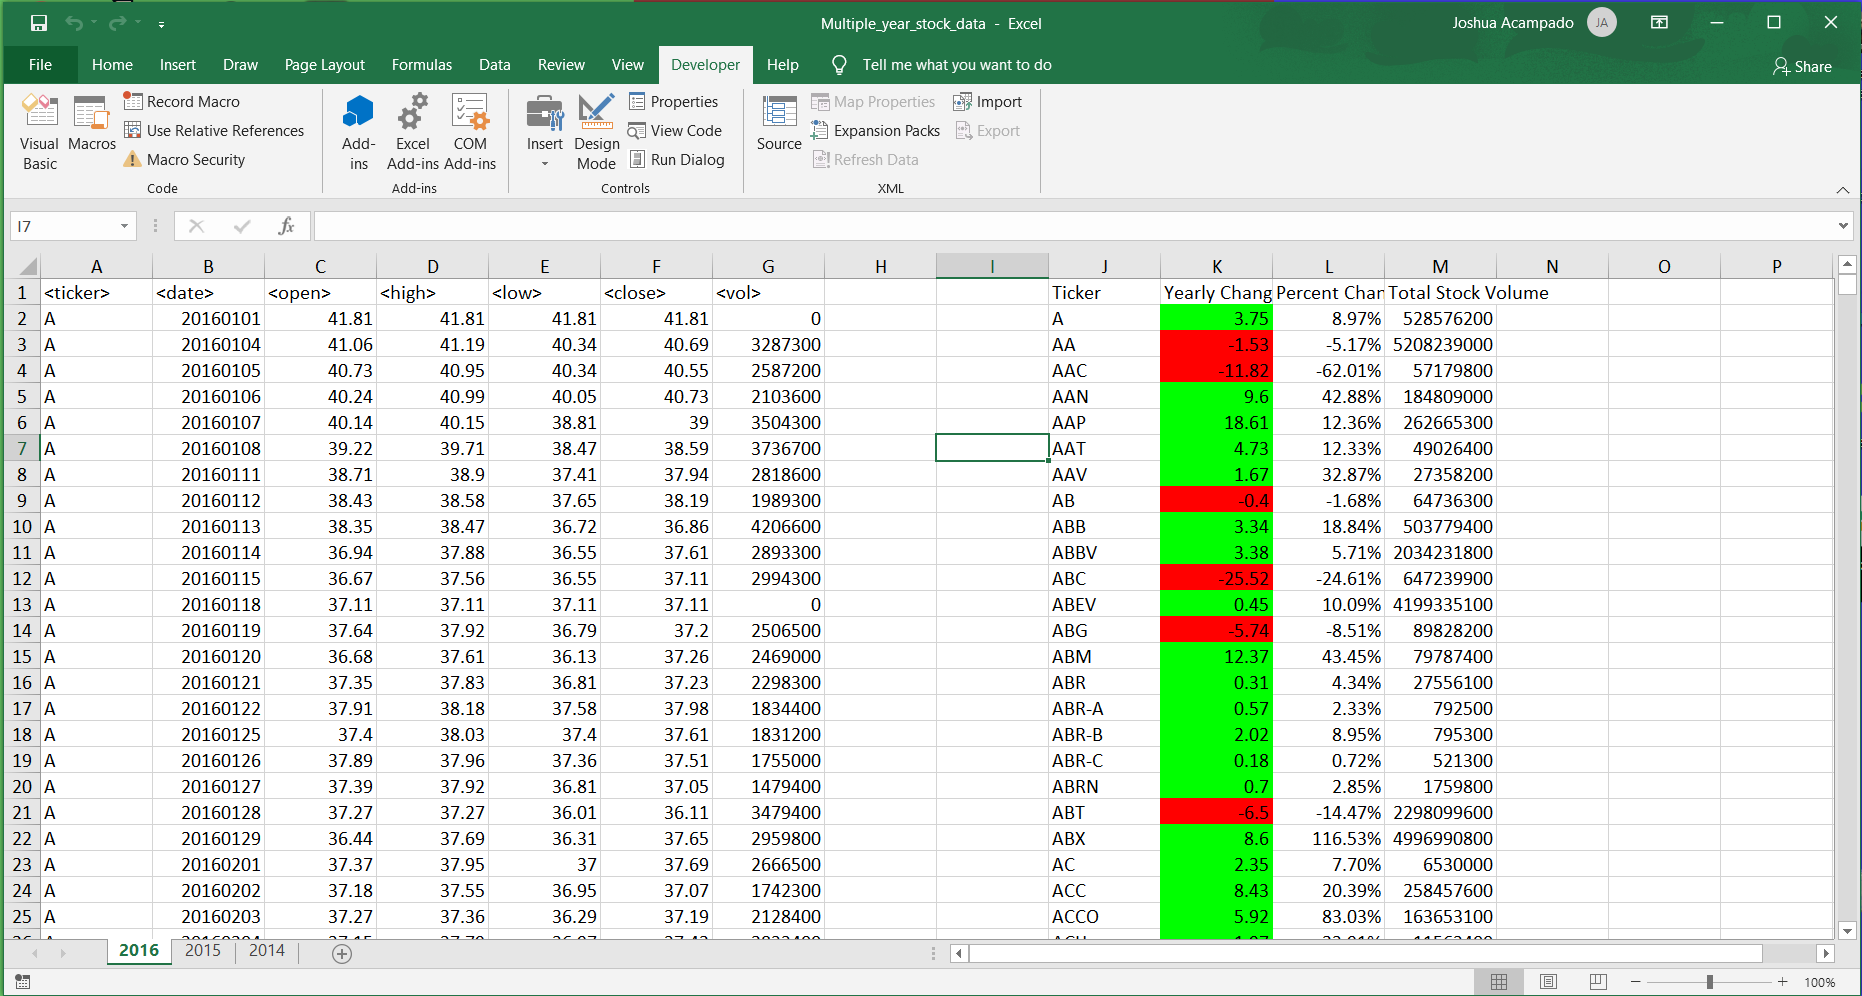 Multiple_year_stock_data - Excel
Joshua Acampado JA
File Home Insert Draw Page Layout Formulas Data Review View Developer Help Tell me what you want to do Share
Visual Basic
Macros
Record Macro
Use Relative References
Macro Security
Code
Add-ins
Excel Add-ins
COM Add-ins
Add-ins
Insert
Design Mode
Properties
View Code
Run Dialog
Controls
Source
Map Properties
Expansion Packs
Refresh Data
Import
Export
XML
I7 fx
A B C D E F G H I J K L M N O P
1 <ticker> <date> <open> <high> <low> <close> <vol> Ticker Yearly Chang Percent Char Total Stock Volume
2 A 20160101 41.81 41.81 41.81 41.81 0 A 3.75 8.97% 528576200
3 A 20160104 41.06 41.19 40.34 40.69 3287300 AA -1.53 -5.17% 5208239000
4 A 20160105 40.73 40.95 40.34 40.55 2587200 AAC -11.82 -62.01% 57179800
5 A 20160106 40.24 40.99 40.05 40.73 2103600 AAN 9.6 42.88% 184809000
6 A 20160107 40.14 40.15 38.81 39 3504300 AAP 18.61 12.36% 262665300
7 A 20160108 39.22 39.71 38.47 38.59 3736700 AAT 4.73 12.33% 49026400
8 A 20160111 38.71 38.9 37.41 37.94 2818600 AAV 1.67 32.87% 27358200
9 A 20160112 38.43 38.58 37.65 38.19 1989300 AB -0.4 -1.68% 64736300
10 A 20160113 38.35 38.47 36.72 36.86 4206600 ABB 3.34 18.84% 503779400
11 A 20160114 36.94 37.88 36.55 37.61 2893300 ABBV 3.38 5.71% 2034231800
12 A 20160115 36.67 37.56 36.55 37.11 2994300 ABC -25.52 -24.61% 647239900
13 A 20160118 37.11 37.11 37.11 37.11 0 ABEV 0.45 10.09% 4199335100
14 A 20160119 37.64 37.92 36.79 37.2 2506500 ABG -5.74 -8.51% 89828200
15 A 20160120 36.68 37.61 36.13 37.26 2469000 ABM 12.37 43.45% 79787400
16 A 20160121 37.35 37.83 36.81 37.23 2298300 ABR 0.31 4.34% 27556100
17 A 20160122 37.91 38.18 37.58 37.98 1834400 ABR-A 0.57 2.33% 792500
18 A 20160125 37.4 38.03 37.4 37.61 1831200 ABR-B 2.02 8.95% 795300
19 A 20160126 37.89 37.96 37.36 37.51 1755000 ABR-C 0.18 0.72% 521300
20 A 20160127 37.39 37.92 36.81 37.05 1479400 ABRN 0.7 2.85% 1759800
21 A 20160128 37.27 37.27 36.01 36.11 3479400 ABT -6.5 -14.47% 2298099600
22 A 20160129 36.44 37.69 36.31 37.65 2959800 ABX 8.6 116.53% 4996990800
23 A 20160201 37.37 37.95 37 37.69 2666500 AC 2.35 7.70% 6530000
24 A 20160202 37.18 37.55 36.95 37.07 1742300 ACC 8.43 20.39% 258457600
25 A 20160203 37.27 37.36 36.29 37.19 2128400 ACCO 5.92 83.03% 163653100
2016 2015 2014
100%